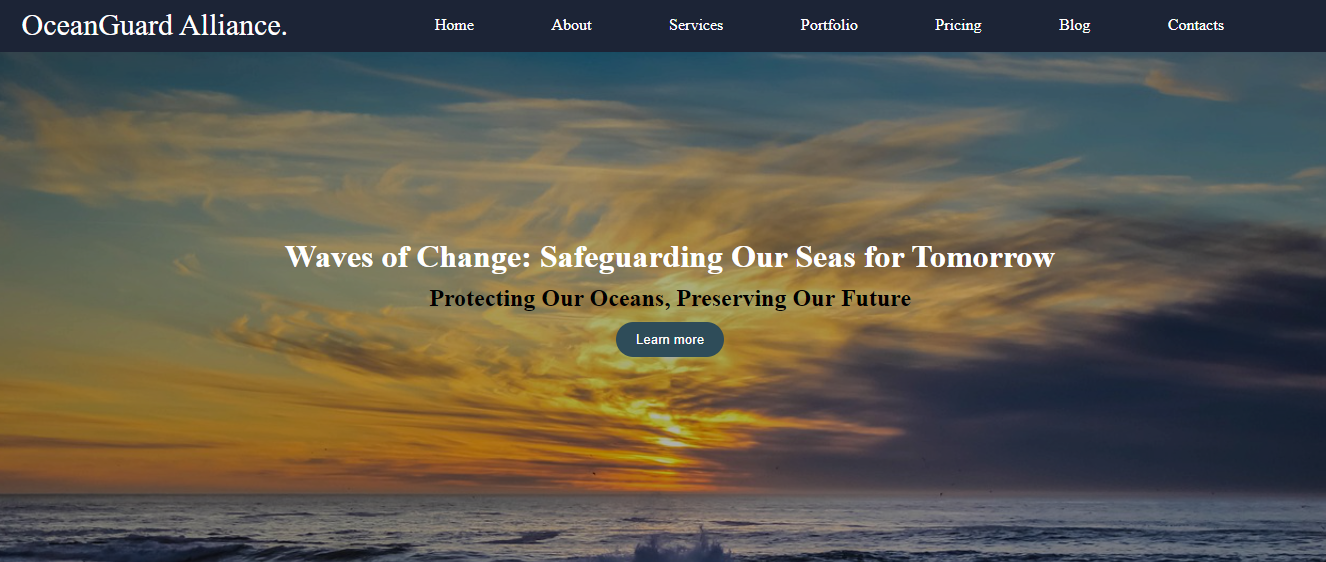 OceanGuard Alliance. Home About Services Portfolio Pricing Blog Contacts
Waves of Change: Safeguarding Our Seas for Tomorrow
Protecting Our Oceans, Preserving Our Future
Learn more